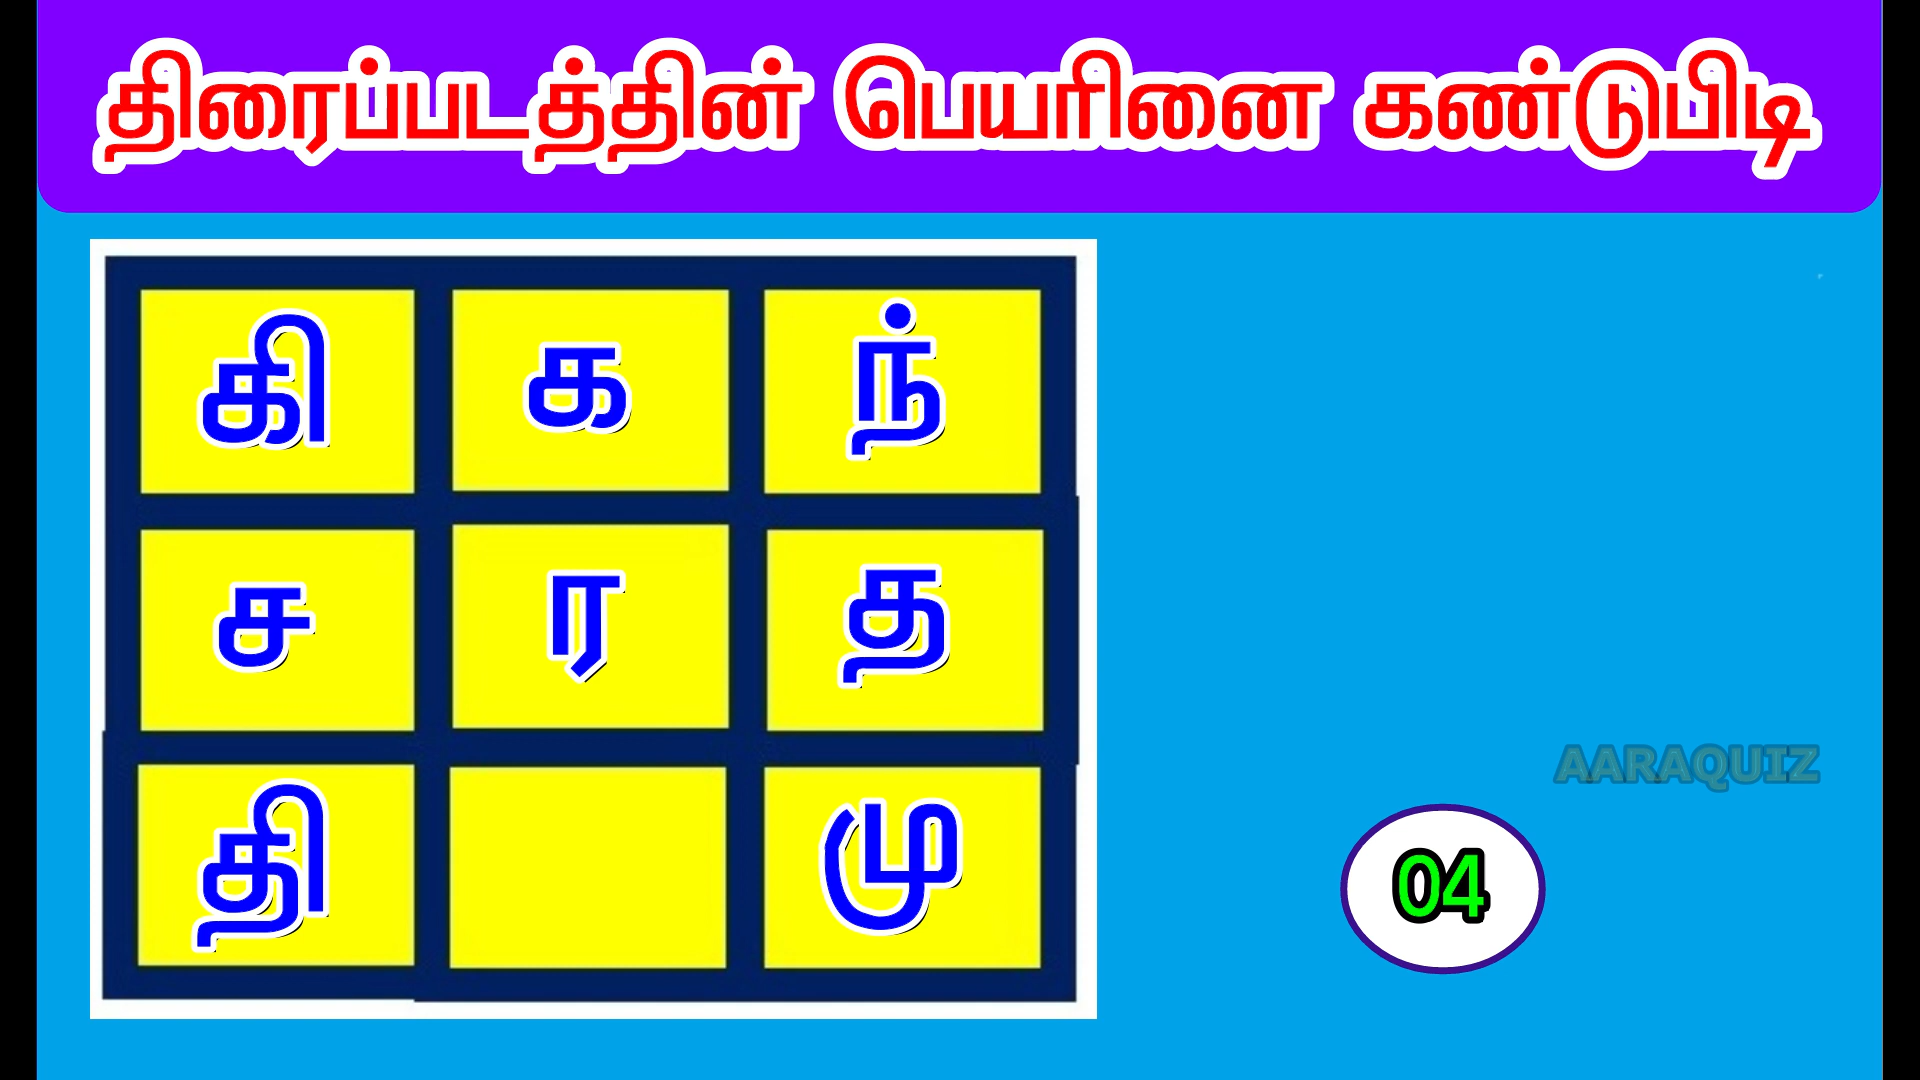 திரைப்படத்தின் பெயரினை கண்டுபிடி
கி க ந்
ச ர த
தி மு
AARAQUIZ
04